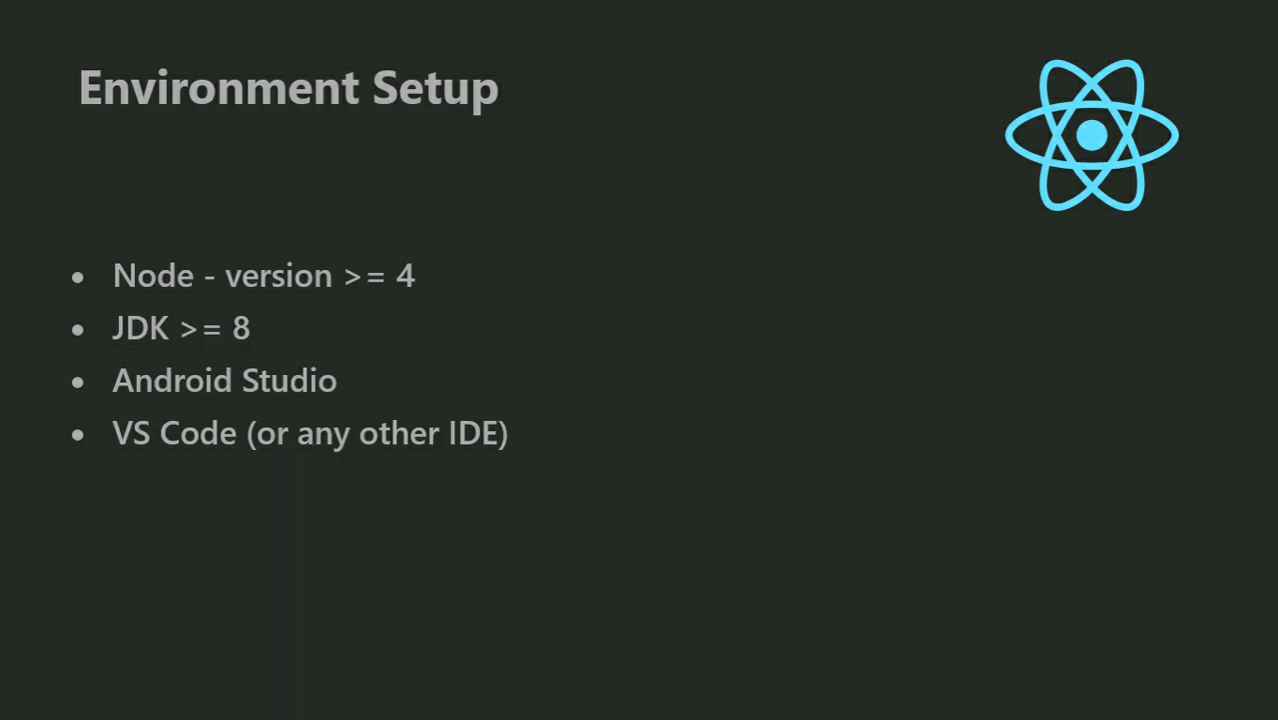 Environment Setup
• Node - version >= 4
• JDK >= 8
• Android Studio
• VS Code (or any other IDE)